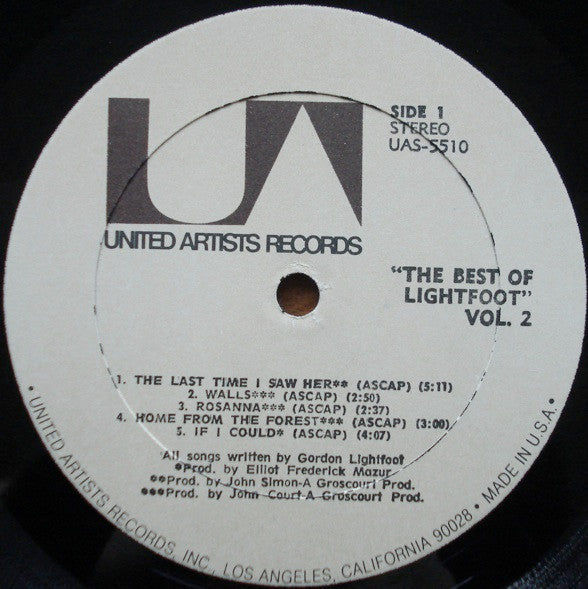 UA
UNITED ARTISTS RECORDS
SIDE 1
STEREO
UAS-5510
"THE BEST OF
LIGHTFOOT"
VOL. 2
1. THE LAST TIME I SAW HER** (ASCAP) (5:11)
2. WALLS*** (ASCAP) (2:50)
3. ROSANNA*** (ASCAP) (2:37)
4. HOME FROM THE FOREST*** (ASCAP) (3:00)
5. IF I COULD* (ASCAP) (4:07)
All songs written by Gordon Lightfoot
*Prod. by Elliot Frederick Mazur
**Prod. by John Simon-A Groscourt Prod.
***Prod. by John Court-A Groscourt Prod.
• UNITED ARTISTS RECORDS, INC., LOS ANGELES, CALIFORNIA 90028 • MADE IN U.S.A. •